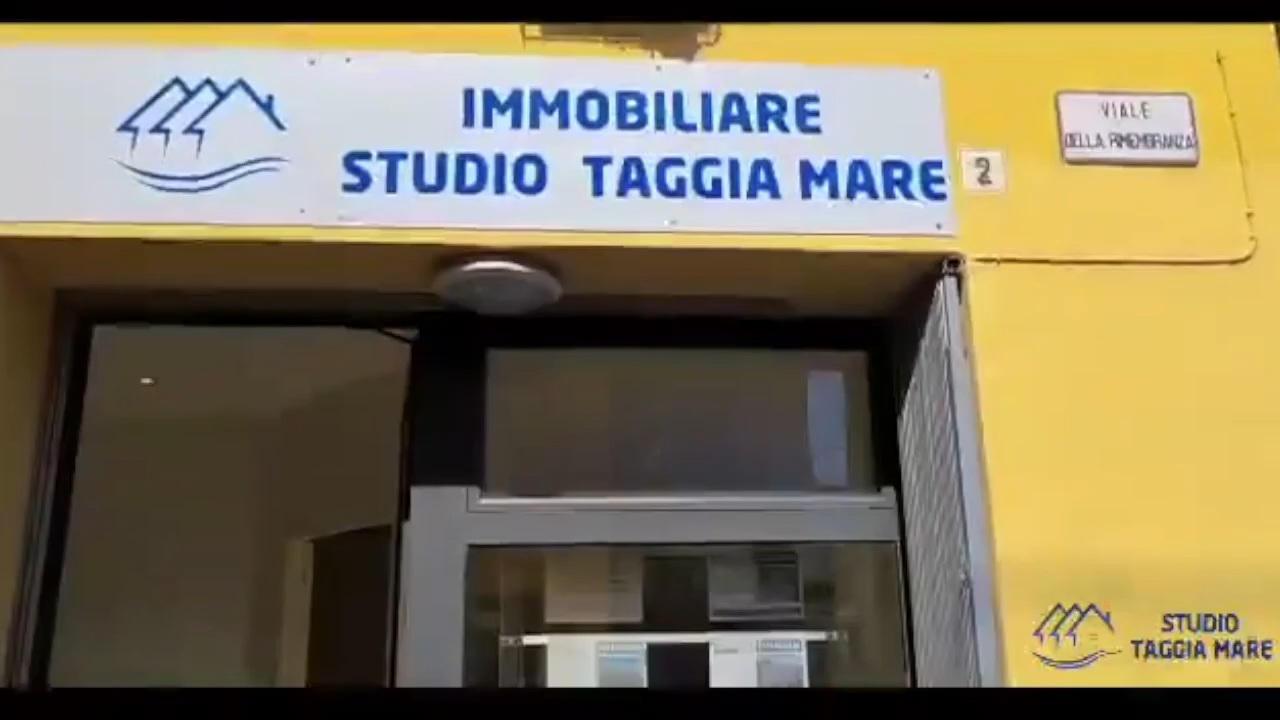 IMMOBILIARE
STUDIO TAGGIA MARE
2
VIALE
DELLA RIMEMBRANZA
STUDIO
TAGGIA MARE